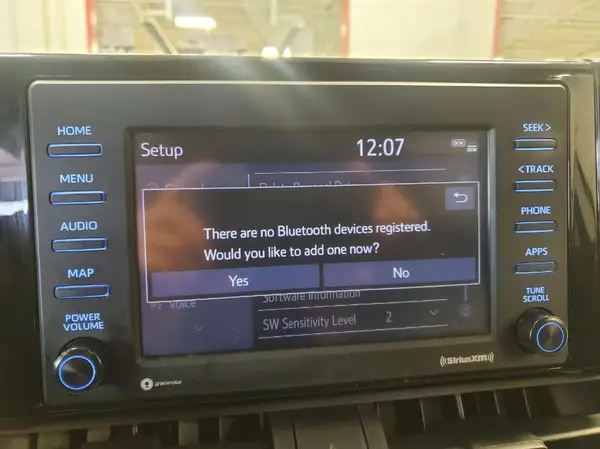 HOME
MENU
AUDIO
MAP
POWER
VOLUME
Setup
12:07
DCM
There are no Bluetooth devices registered.
Would you like to add one now?
Yes
No
Voice
Software Information
SW Sensitivity Level
2
SEEK >
< TRACK
PHONE
APPS
TUNE
SCROLL
gracenote
((SiriusXM))